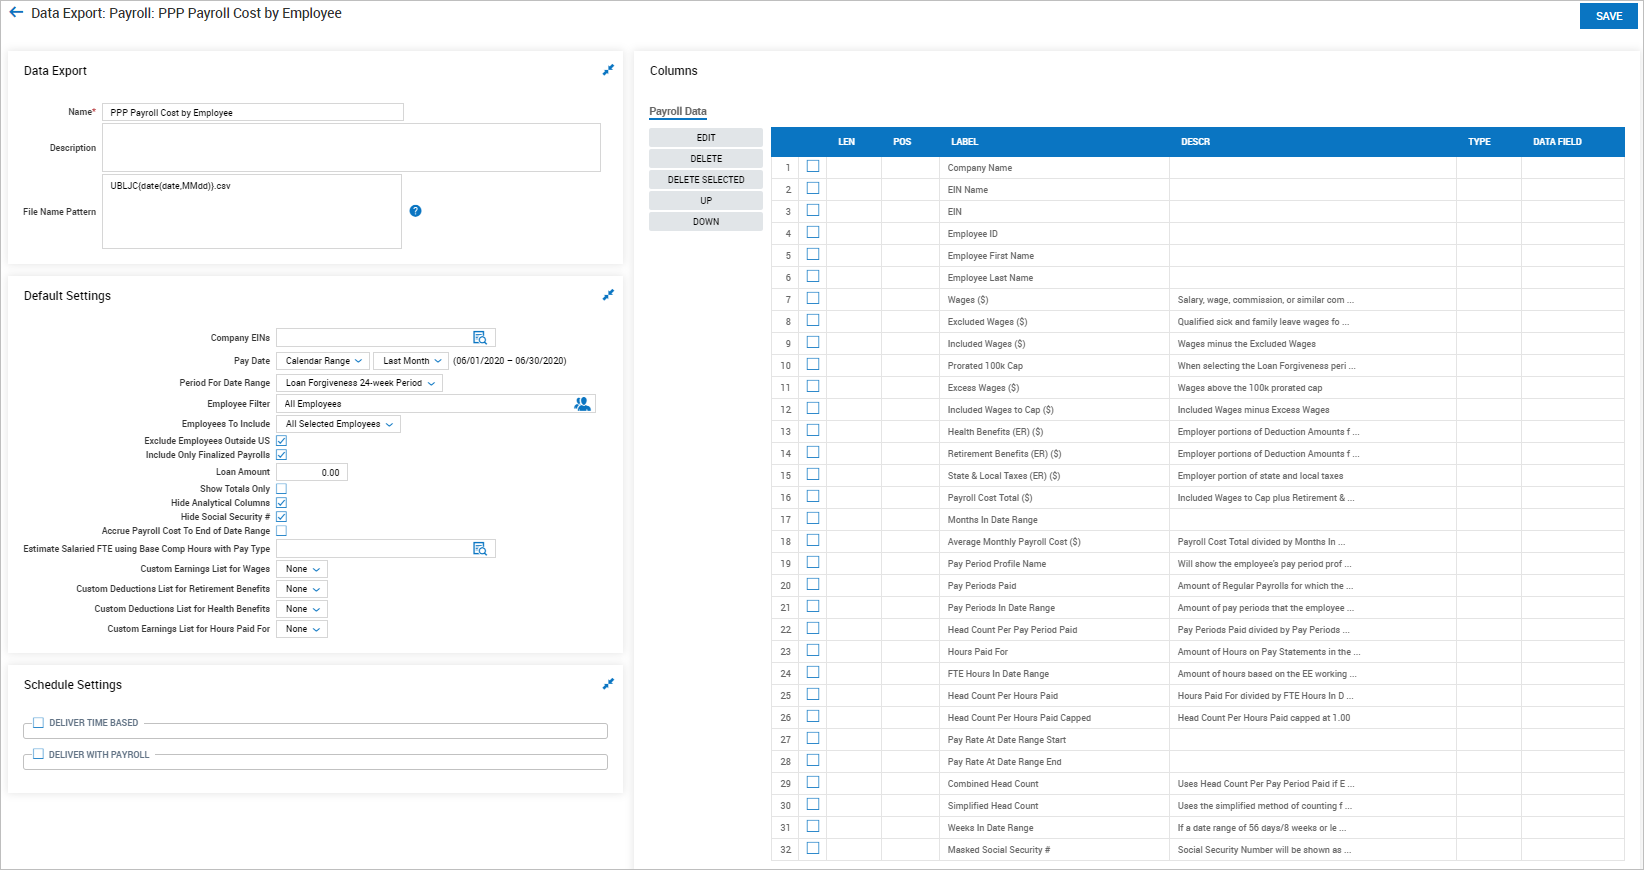 Data Export: Payroll: PPP Payroll Cost by Employee
SAVE
Data Export
Name*
PPP Payroll Cost by Employee
Description
File Name Pattern
UBLJC{date(date,MMdd)}.csv
?
Default Settings
Company EINs
Pay Date
Calendar Range
Last Month
(06/01/2020 – 06/30/2020)
Period For Date Range
Loan Forgiveness 24-week Period
Employee Filter
All Employees
Employees To Include
All Selected Employees
Exclude Employees Outside US
Include Only Finalized Payrolls
Loan Amount
0.00
Show Totals Only
Hide Analytical Columns
Hide Social Security #
Accrue Payroll Cost To End of Date Range
Estimate Salaried FTE using Base Comp Hours with Pay Type
Custom Earnings List for Wages
None
Custom Deductions List for Retirement Benefits
None
Custom Deductions List for Health Benefits
None
Custom Earnings List for Hours Paid For
None
Schedule Settings
DELIVER TIME BASED
DELIVER WITH PAYROLL
Columns
Payroll Data
EDIT
DELETE
DELETE SELECTED
UP
DOWN
LEN POS LABEL DESCR TYPE DATA FIELD
1 Company Name
2 EIN Name
3 EIN
4 Employee ID
5 Employee First Name
6 Employee Last Name
7 Wages ($) Salary, wage, commission, or similar com ...
8 Excluded Wages ($) Qualified sick and family leave wages fo ...
9 Included Wages ($) Wages minus the Excluded Wages
10 Prorated 100k Cap When selecting the Loan Forgiveness peri ...
11 Excess Wages ($) Wages above the 100k prorated cap
12 Included Wages to Cap ($) Included Wages minus Excess Wages
13 Health Benefits (ER) ($) Employer portions of Deduction Amounts f ...
14 Retirement Benefits (ER) ($) Employer portions of Deduction Amounts f ...
15 State & Local Taxes (ER) ($) Employer portion of state and local taxes
16 Payroll Cost Total ($) Included Wages to Cap plus Retirement & ...
17 Months In Date Range
18 Average Monthly Payroll Cost ($) Payroll Cost Total divided by Months In ...
19 Pay Period Profile Name Will show the employee's pay period prof ...
20 Pay Periods Paid Amount of Regular Payrolls for which the ...
21 Pay Periods In Date Range Amount of pay periods that the employee ...
22 Head Count Per Pay Period Paid Pay Periods Paid divided by Pay Periods ...
23 Hours Paid For Amount of Hours on Pay Statements in the ...
24 FTE Hours In Date Range Amount of hours based on the EE working ...
25 Head Count Per Hours Paid Hours Paid For divided by FTE Hours In D ...
26 Head Count Per Hours Paid Capped Head Count Per Hours Paid capped at 1.00
27 Pay Rate At Date Range Start
28 Pay Rate At Date Range End
29 Combined Head Count Uses Head Count Per Pay Period Paid if E ...
30 Simplified Head Count Uses the simplified method of counting f ...
31 Weeks In Date Range If a date range of 56 days/8 weeks or le ...
32 Masked Social Security # Social Security Number will be shown as ...